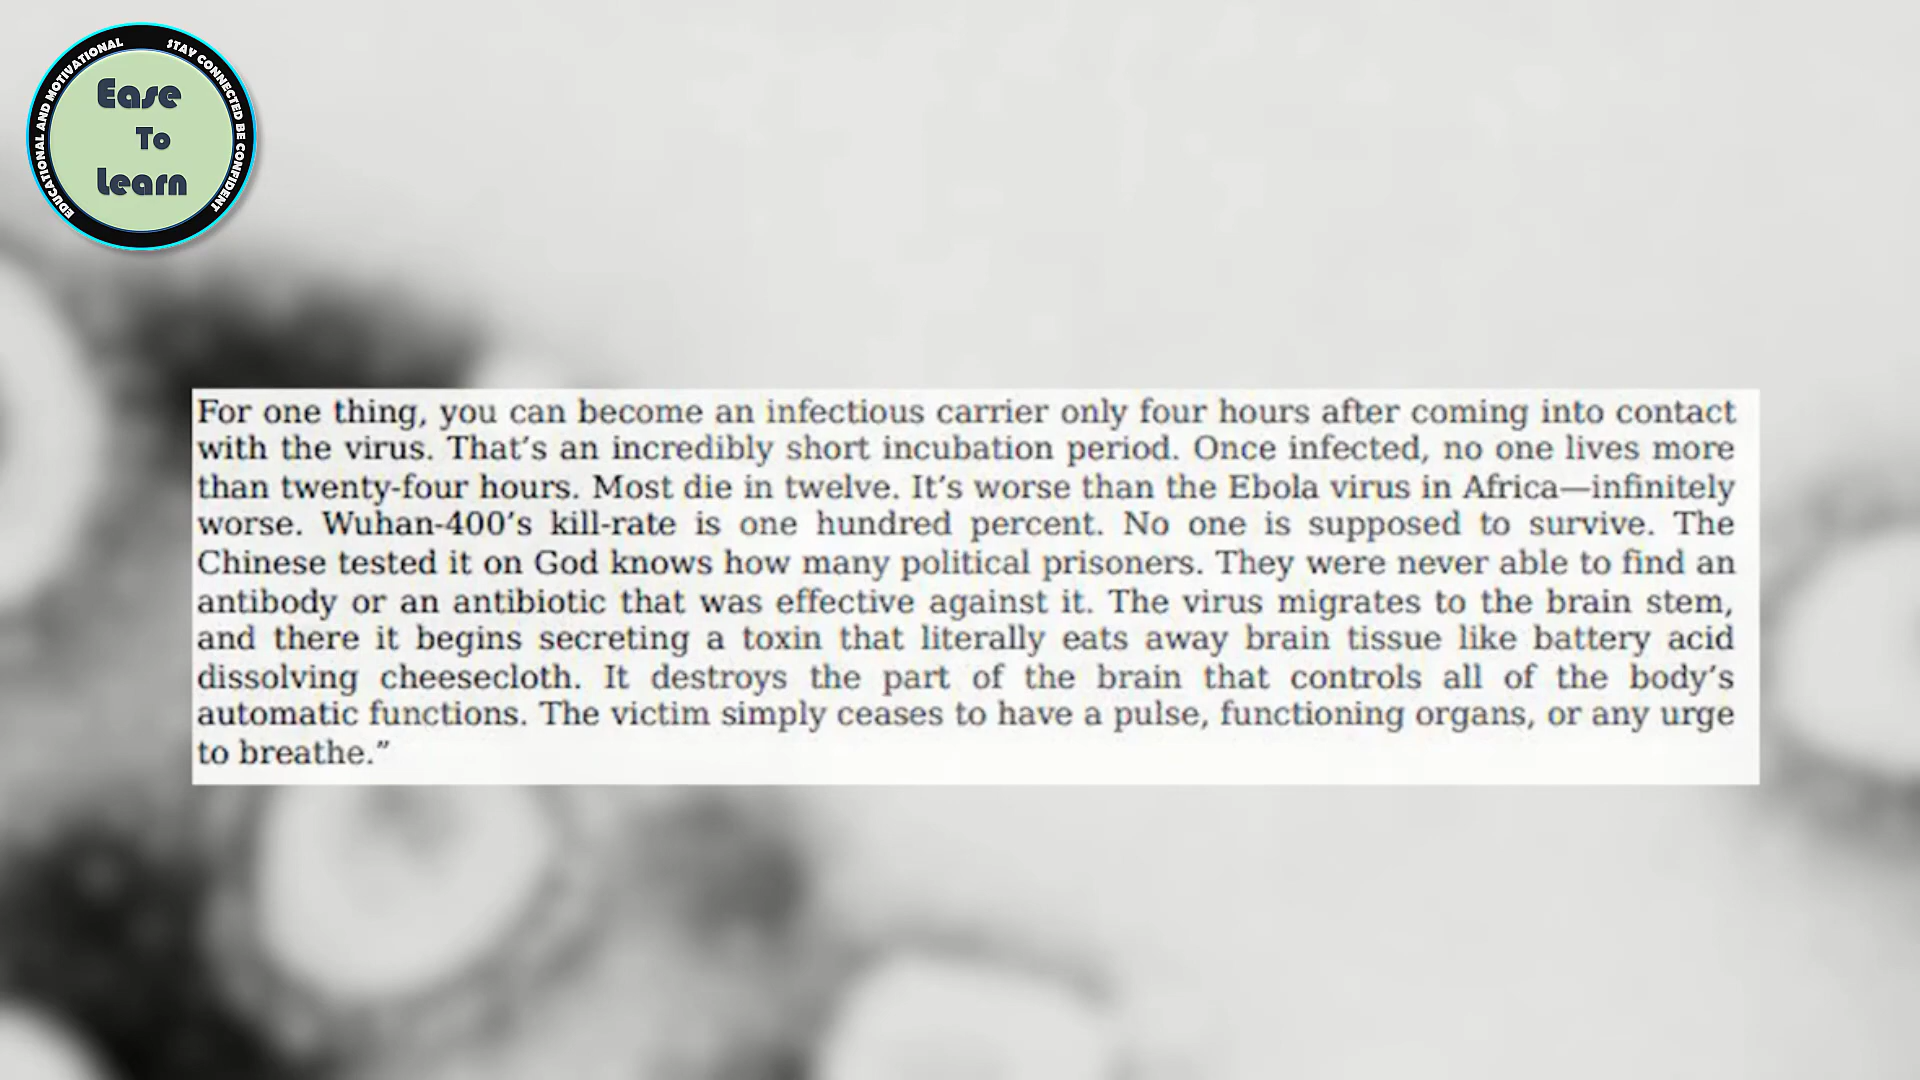 EDUCATIONAL AND MOTIVATIONAL
STAY CONNECTED BE CONFIDENT
Ease
To
Learn
For one thing, you can become an infectious carrier only four hours after coming into contact
with the virus. That’s an incredibly short incubation period. Once infected, no one lives more
than twenty-four hours. Most die in twelve. It’s worse than the Ebola virus in Africa—infinitely
worse. Wuhan-400’s kill-rate is one hundred percent. No one is supposed to survive. The
Chinese tested it on God knows how many political prisoners. They were never able to find an
antibody or an antibiotic that was effective against it. The virus migrates to the brain stem,
and there it begins secreting a toxin that literally eats away brain tissue like battery acid
dissolving cheesecloth. It destroys the part of the brain that controls all of the body’s
automatic functions. The victim simply ceases to have a pulse, functioning organs, or any urge
to breathe.”